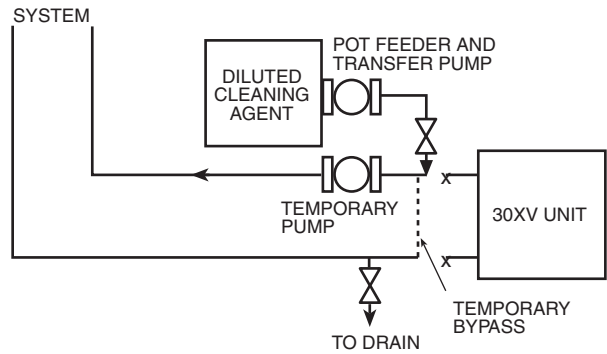 SYSTEM
POT FEEDER AND
TRANSFER PUMP
DILUTED
CLEANING
AGENT
TEMPORARY
PUMP
x
x
30XV UNIT
TEMPORARY
BYPASS
TO DRAIN